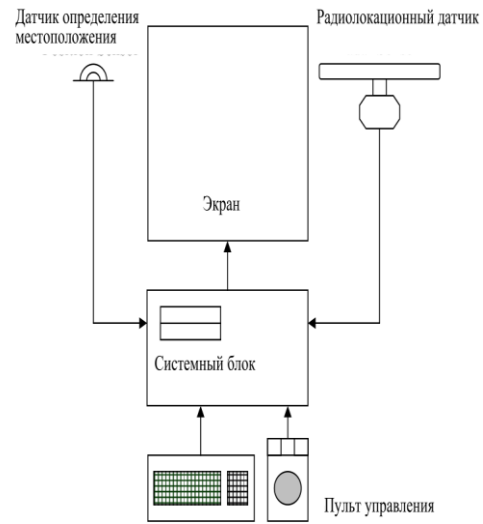 Датчик определения
местоположения
Радиолокационный датчик
Экран
Системный блок
Пульт управления